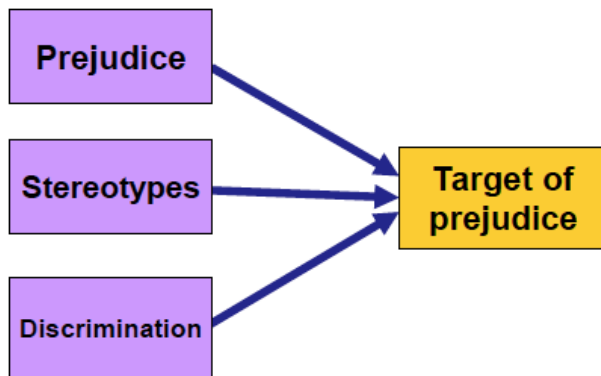 Prejudice
Stereotypes
Discrimination
Target of
prejudice